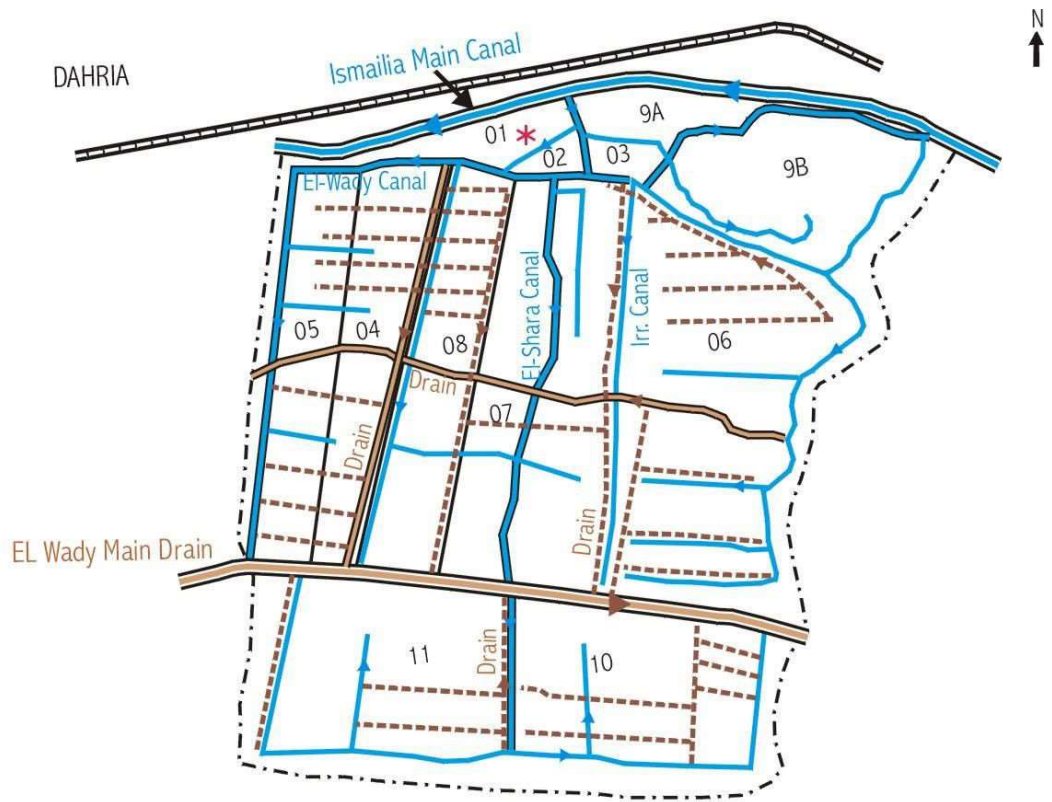 N
DAHRIA
Ismailia Main Canal
9A
01
02
03
9B
El-Wady Canal
El-Shara Canal
Irr. Canal
05
04
08
06
Drain
07
Drain
Drain
EL Wady Main Drain
11
Drain
10